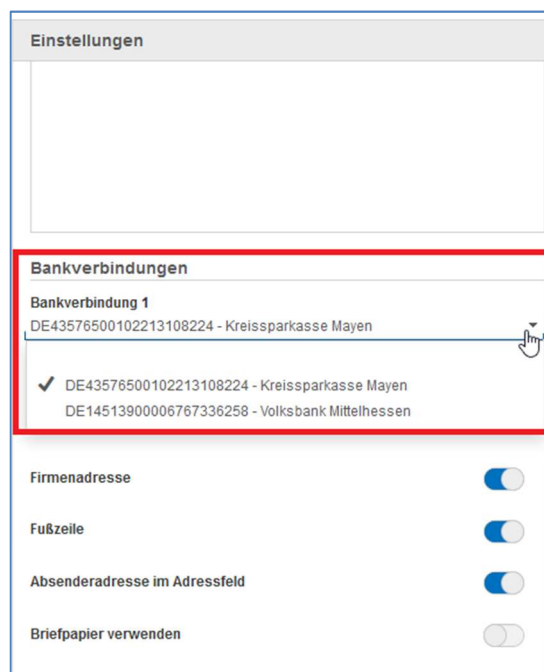 Einstellungen
Bankverbindungen
Bankverbindung 1
DE43576500102213108224 - Kreissparkasse Mayen
DE43576500102213108224 - Kreissparkasse Mayen
DE14513900006767336258 - Volksbank Mittelhessen
Firmenadresse
Fußzeile
Absenderadresse im Adressfeld
Briefpapier verwenden